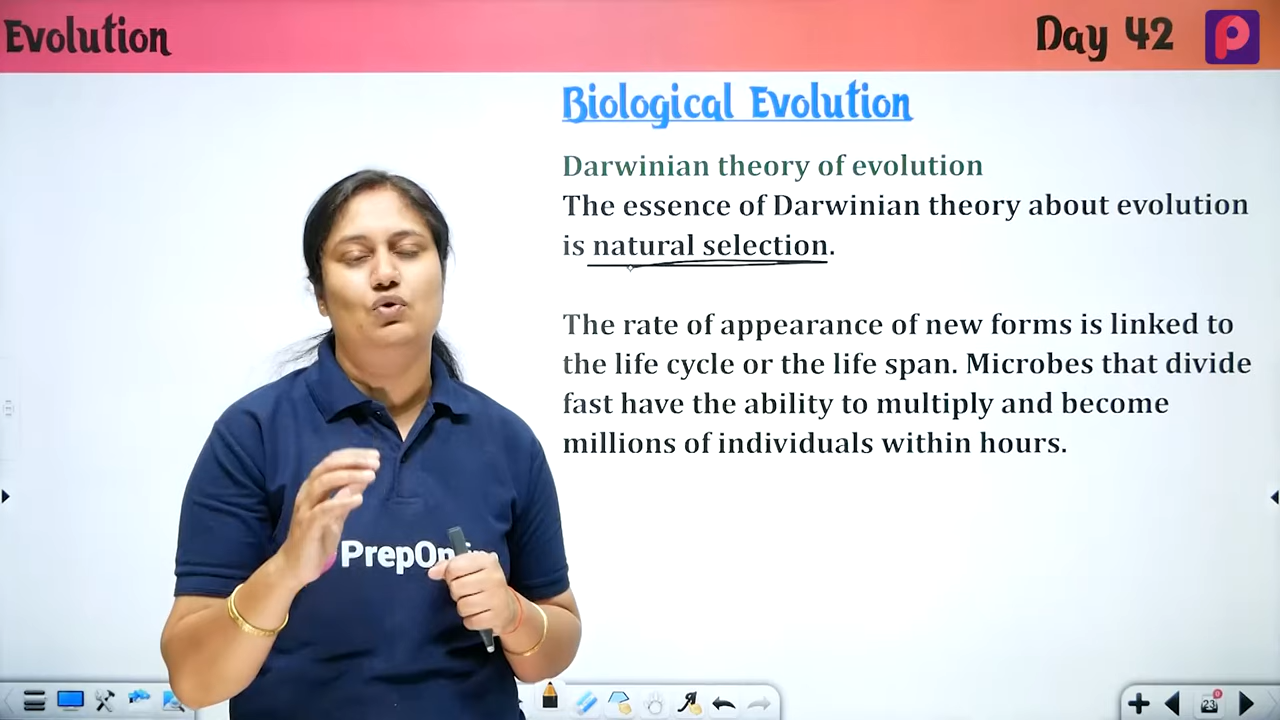 Evolution
Day 42
Biological Evolution
Darwinian theory of evolution
The essence of Darwinian theory about evolution
is natural selection.
The rate of appearance of new forms is linked to
the life cycle or the life span. Microbes that divide
fast have the ability to multiply and become
millions of individuals within hours.
23